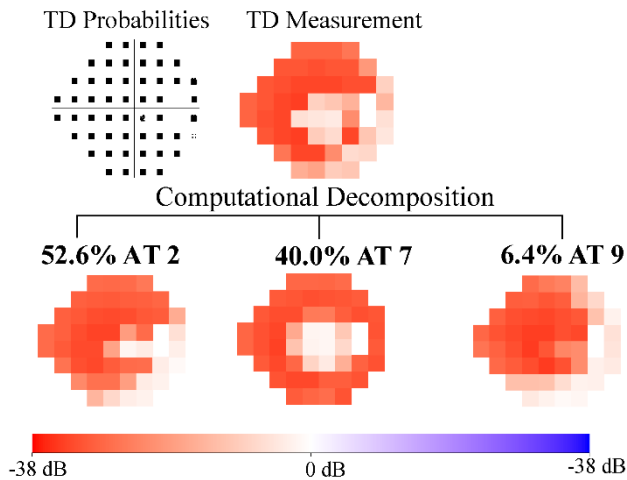 TD Probabilities TD Measurement
Computational Decomposition
52.6% AT 2 40.0% AT 7 6.4% AT 9
-38 dB 0 dB -38 dB